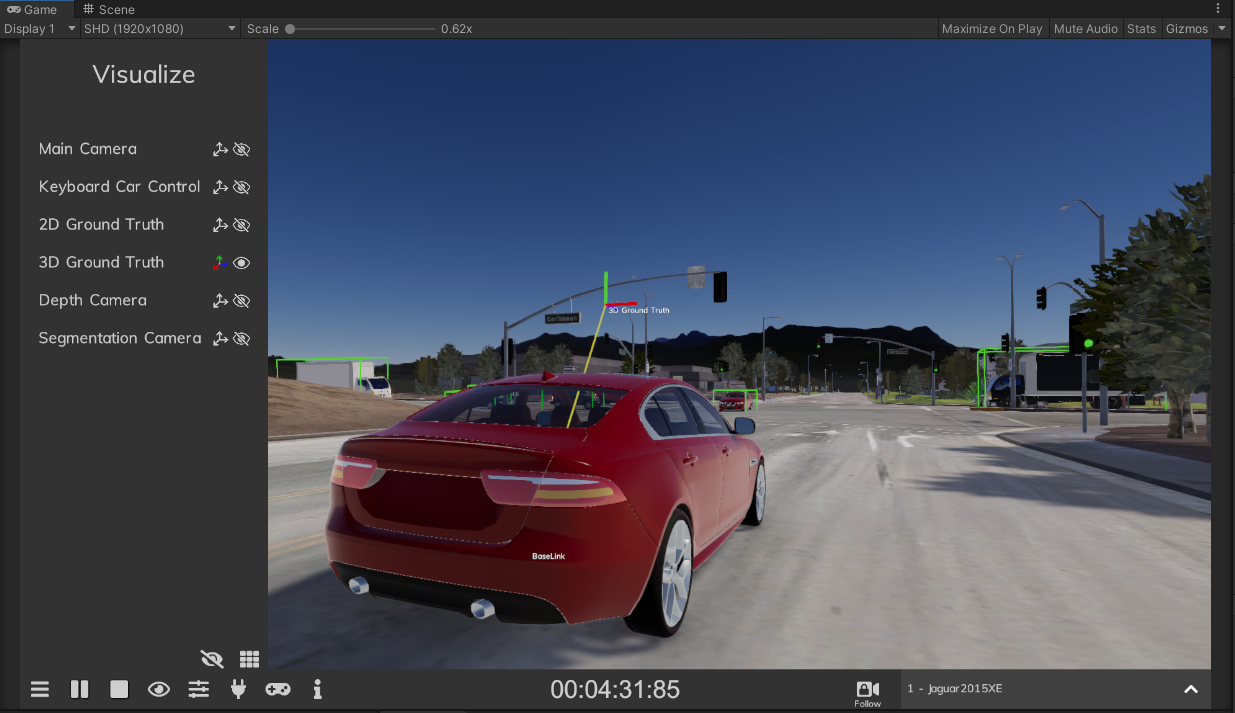 Game
Scene
Display 1
SHD (1920x1080)
Scale
0.62x
Maximize On Play
Mute Audio
Stats
Gizmos
Visualize
Main Camera
Keyboard Car Control
2D Ground Truth
3D Ground Truth
Depth Camera
Segmentation Camera
Caribbean
3D Ground Truth
BaseLink
00:04:31:85
Follow
1 - Jaguar2015XE